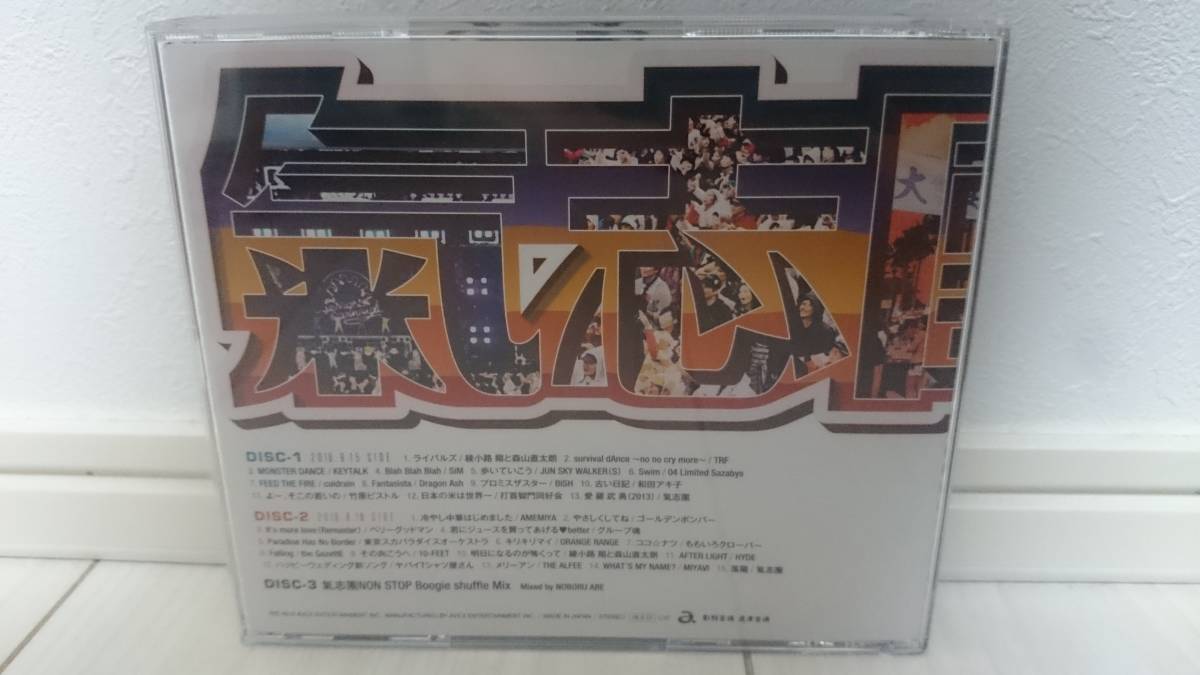 氣志
大
DISC-1 2018.9.15 SIDE 1. ライバルズ / 綾小路 翔と森山直太朗 2. survival dAnce ～no no cry more～ / TRF
MONSTER DANCE / KEYTALK 4. Blah Blah Blah / SiM 5. 歩いていこう / JUN SKY WALKER(S) 6. Swim / 04 Limited Sazabys
7. FEED THE FIRE / coldrain 8. Fantasista / Dragon Ash 9. プロミスザスター / BiSH 10. 古い日記 / 和田アキ子
11. よー、そこの若いの / 竹原ピストル 12. 日本の米は世界一 / 打首獄門同好会 13. 愛 羅 武 勇(2013) / 氣志團
DISC-2 SIDE 1. 冷やし中華はじめました / AMEMIYA 2. やさしくしてね / ゴールデンボンバー
3. It's more love (Remaster) / ベリーグッドマン 4. 君にジュースを買ってあげる♥better / グループ魂
5. Paradise Has No Border / 東京スカパラダイスオーケストラ 6. キリキリマイ / ORANGE RANGE 7. ココ☆ナツ / ももいろクローバー
8. Falling / the GazettE 9. その向こうへ / 10-FEET 10. 明日になるのが怖くって / 綾小路 翔と森山直太朗 11. AFTER LIGHT / HYDE
12. ハッピーウェディング前ソング / ヤバイTシャツ屋さん 13. メリーアン / THE ALFEE 14. WHAT'S MY NAME? / MIYAVI 15. 落陽 / 氣志團
DISC-3 氣志團NON STOP Boogie shuffle Mix Mixed by NOBORU ABE
AVEX ENTERTAINMENT INC. MANUFACTURED BY AVEX ENTERTAINMENT INC. MADE IN JAPAN STEREO